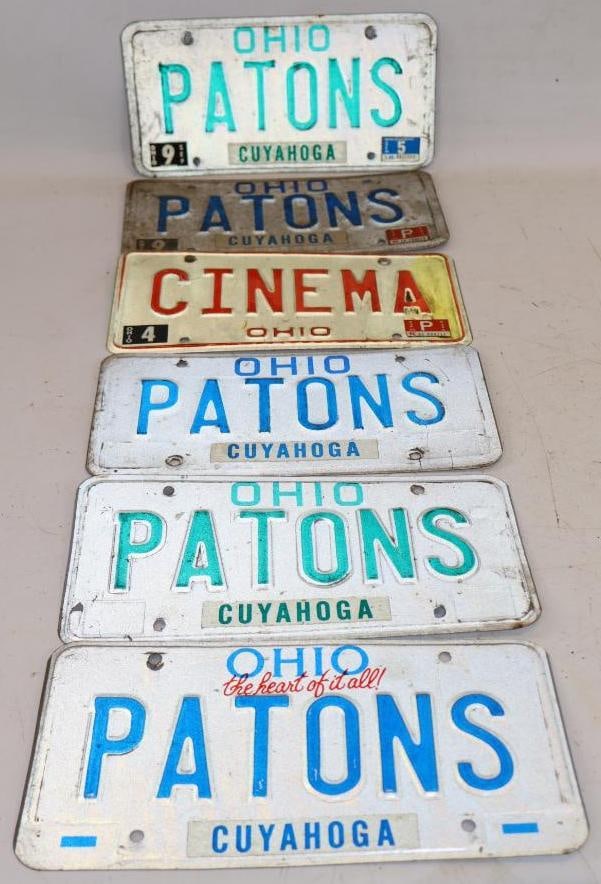 OHIO
PATONS
9 CUYAHOGA 5
OHIO
PATONS
9 CUYAHOGA P
CINEMA
OHIO 4 OHIO P
OHIO
PATONS
CUYAHOGA
OHIO
PATONS
CUYAHOGA
OHIO
the heart of it all!
PATONS
CUYAHOGA